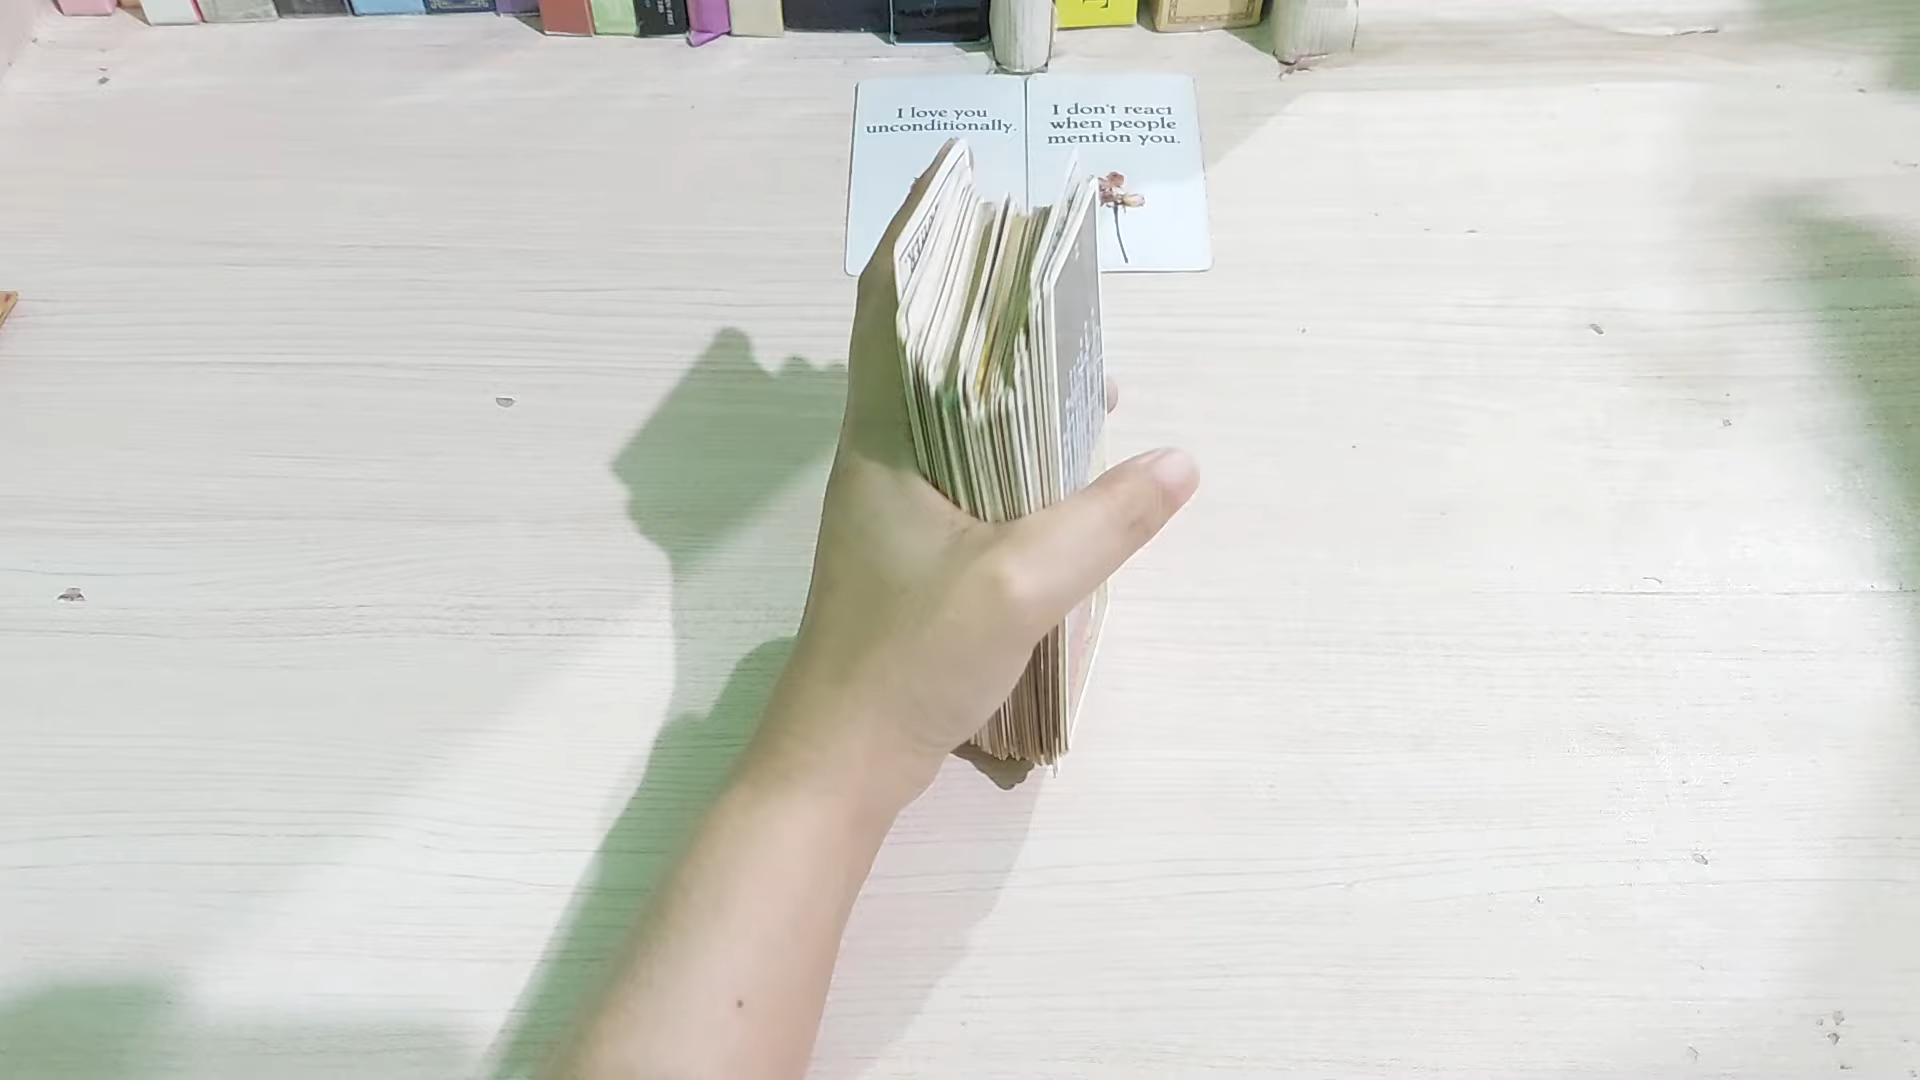 I love you
unconditionally.
I don't react
when people
mention you.